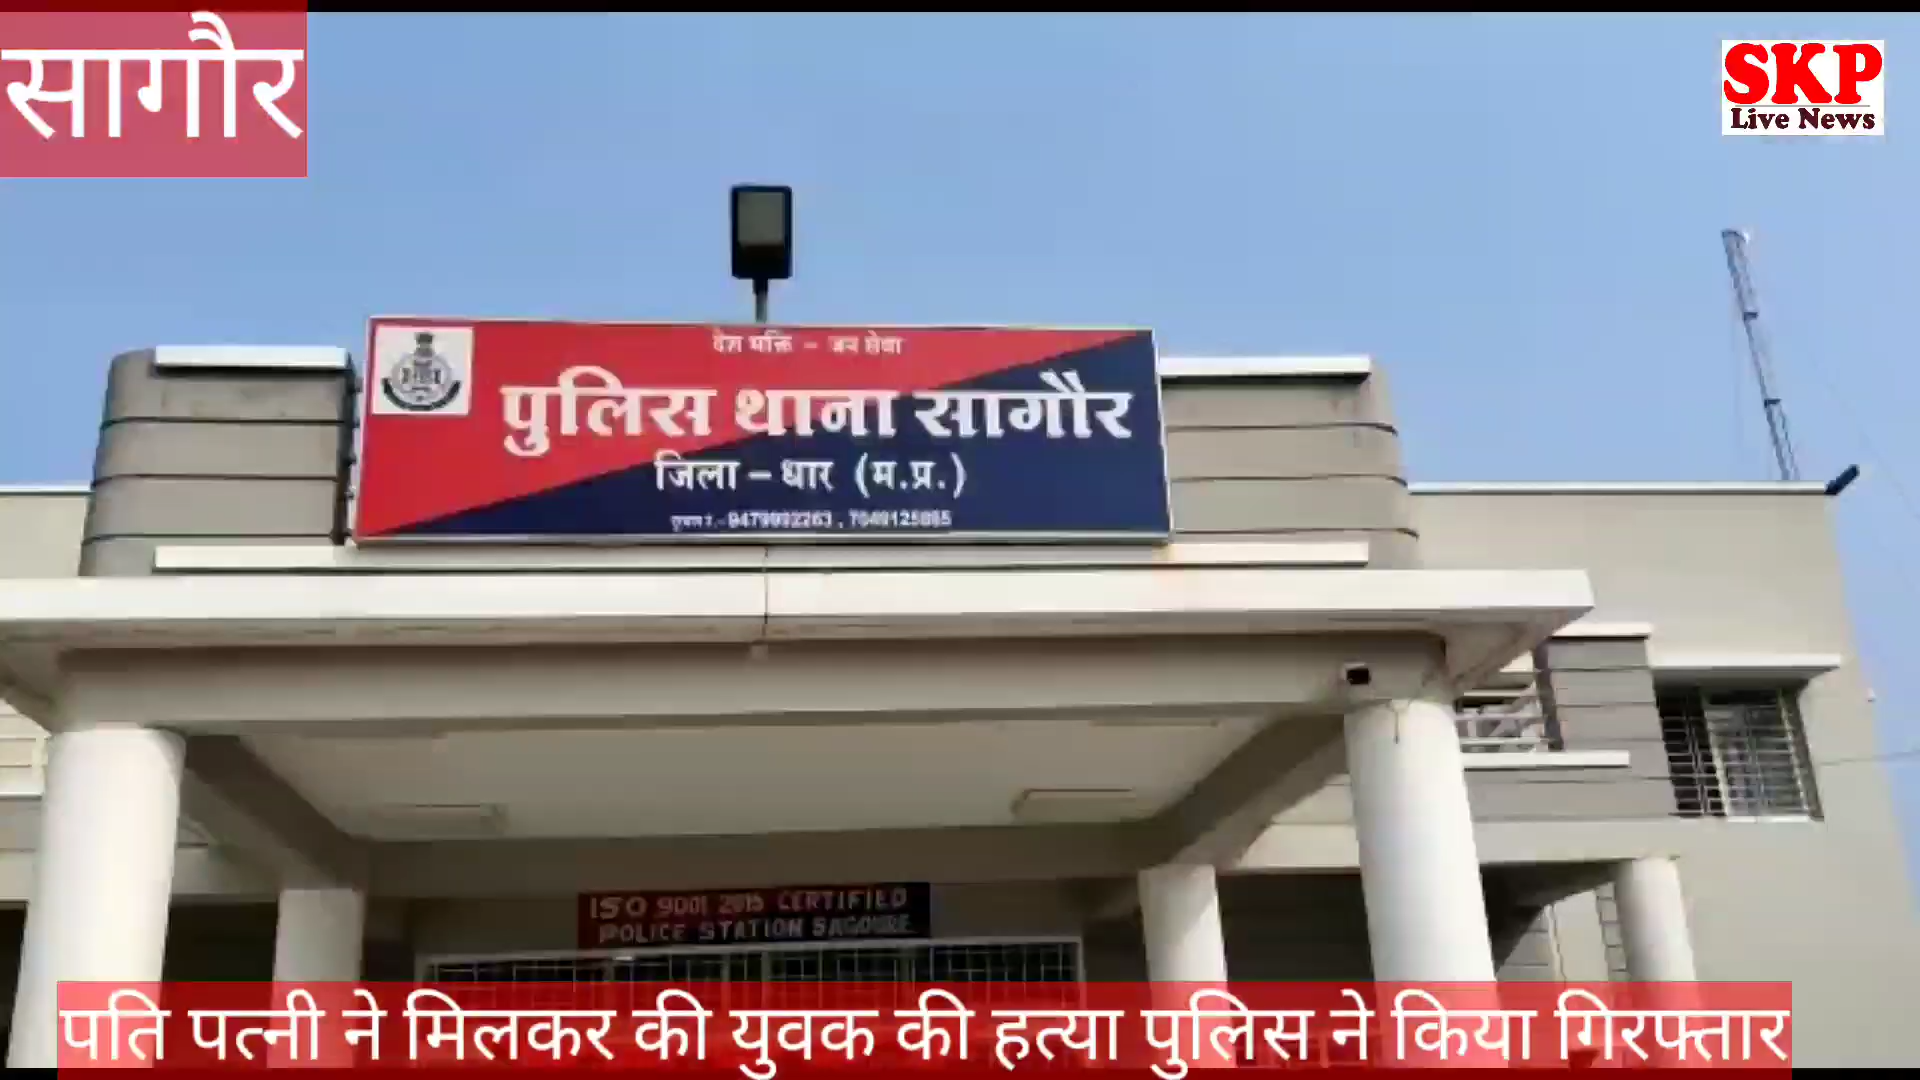 सागौर
SKP
Live News
देश भक्ति - जन सेवा
पुलिस थाना सागौर
जिला - धार (म.प्र.)
ISO 9001 2015 CERTIFIED
POLICE STATION SAGOURE
पति पत्नी ने मिलकर की युवक की हत्या पुलिस ने किया गिरफ्तार